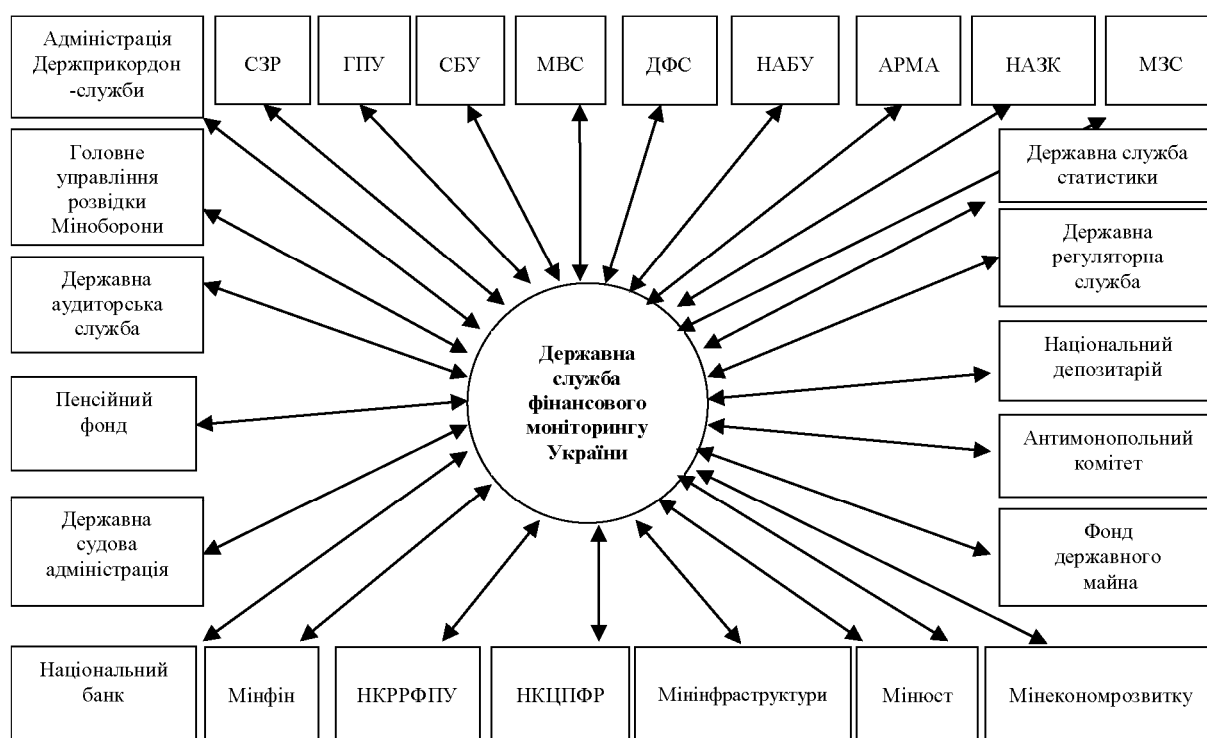 Адміністрація
Держприкордон
-служби
СЗР
ГПУ
СБУ
МВС
ДФС
НАБУ
АРМА
НАЗК
МЗС
Головне
управління
розвідки
Міноборони
Державна служба
статистики
Державна
регуляторна
служба
Державна
аудиторська
служба
Державна
служба
фінансового
моніторингу
України
Національний
депозитарій
Пенсійний
фонд
Антимонопольний
комітет
Державна
судова
адміністрація
Фонд
державного
майна
Національний
банк
Мінфін
НКРРФПУ
НКЦПФР
Мінінфраструктури
Мінюст
Мінекономрозвитку